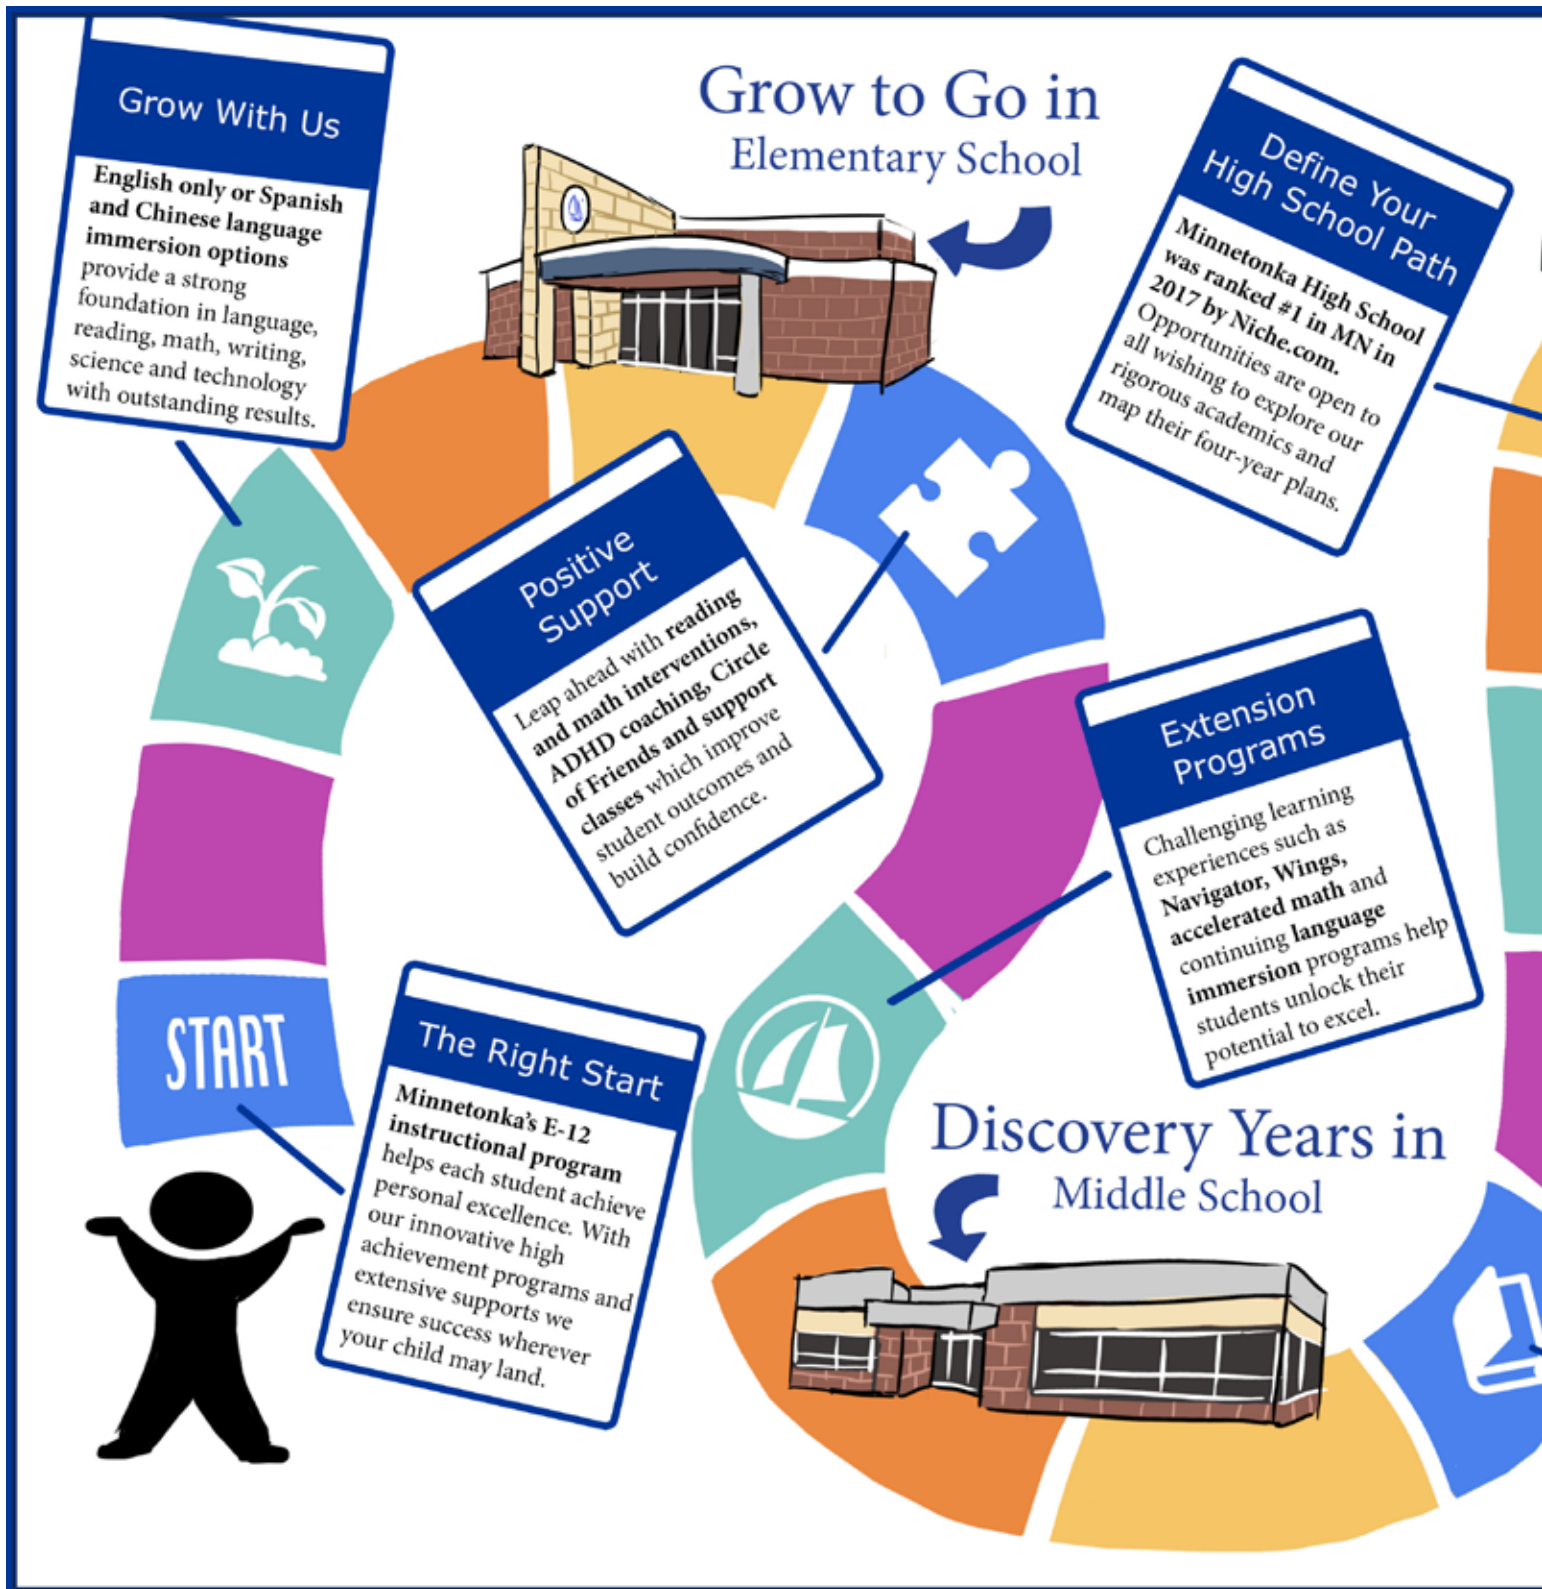 Grow With Us
English only or Spanish
and Chinese language
immersion options
provide a strong
foundation in language,
reading, math, writing,
science and technology
with outstanding results.
Grow to Go in
Elementary School
Define Your
High School Path
Minnetonka High School
was ranked #1 in MN in
2017 by Niche.com.
Opportunities are open to
all wishing to explore our
rigorous academics and
map their four-year plans.
Positive
Support
Leap ahead with reading
and math interventions,
ADHD coaching, Circle
of Friends and support
classes which improve
student outcomes and
build confidence.
Extension
Programs
Challenging learning
experiences such as
Navigator, Wings,
accelerated math and
continuing language
immersion programs help
students unlock their
potential to excel.
START
The Right Start
Minnetonka's E-12
instructional program
helps each student achieve
personal excellence. With
our innovative high
achievement programs and
extensive supports we
ensure success wherever
your child may land.
Discovery Years in
Middle School